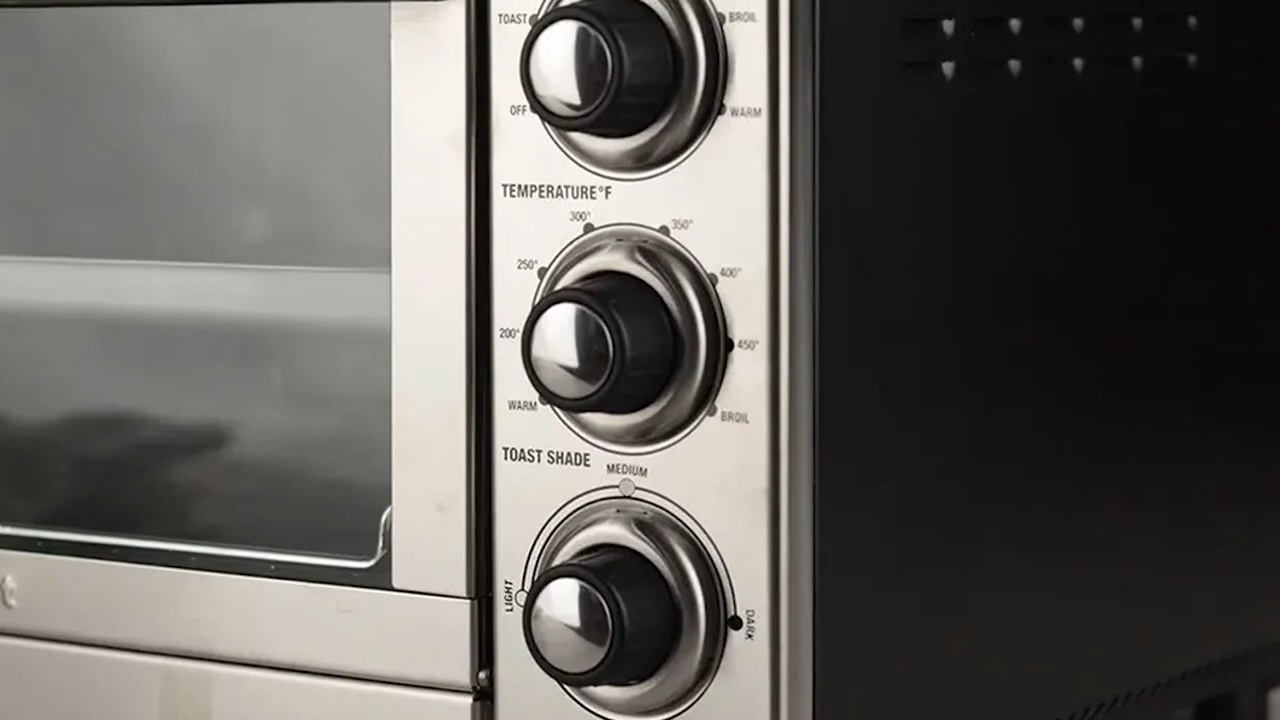 TOAST
BROIL
OFF
WARM
TEMPERATURE°F
300°
350°
250°
400°
200°
450°
WARM
BROIL
TOAST SHADE
MEDIUM
LIGHT
DARK